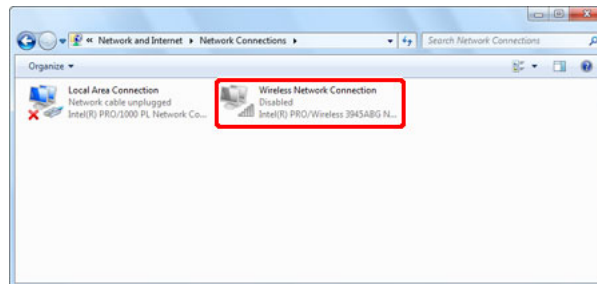 « Network and Internet ▸ Network Connections ▸ Search Network Connections
Organize ▾
Local Area Connection
Network cable unplugged
Intel(R) PRO/1000 PL Network Co...
Wireless Network Connection
Disabled
Intel(R) PRO/Wireless 3945ABG N...